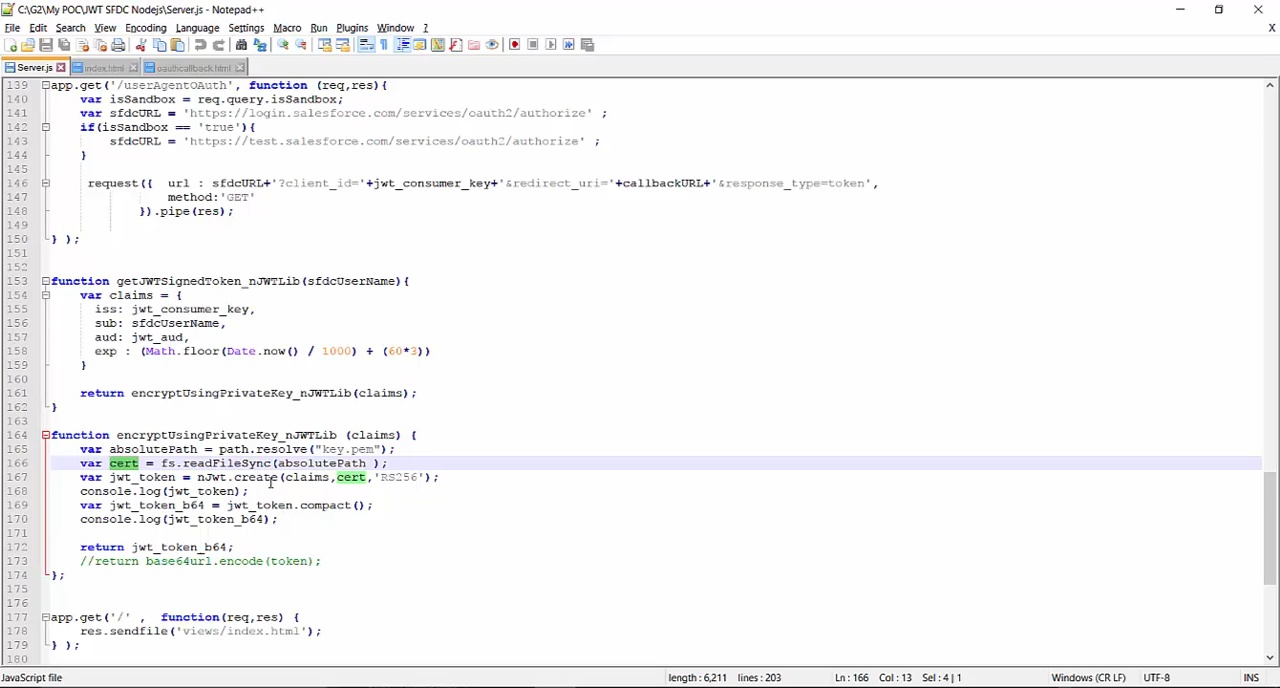 C:\G2\My POC\JWT SFDC Nodejs\Server.js - Notepad++
File Edit Search View Encoding Language Settings Macro Run Plugins Window ? X
Server.js index.html oauthcallback.html
139 app.get('/userAgentOAuth', function (req,res){
140 var isSandbox = req.query.isSandbox;
141 var sfdcURL = 'https://login.salesforce.com/services/oauth2/authorize' ;
142 if(isSandbox == 'true'){
143 sfdcURL = 'https://test.salesforce.com/services/oauth2/authorize' ;
144 }
145
146 request({ url : sfdcURL+'?client_id='+jwt_consumer_key+'&redirect_uri='+callbackURL+'&response_type=token',
147 method:'GET'
148 }).pipe(res);
149
150 } );
151
152
153 function getJWTSignedToken_nJWTLib(sfdcUserName){
154 var claims = {
155 iss: jwt_consumer_key,
156 sub: sfdcUserName,
157 aud: jwt_aud,
158 exp : (Math.floor(Date.now() / 1000) + (60*3))
159 }
160
161 return encryptUsingPrivateKey_nJWTLib(claims);
162 }
163
164 function encryptUsingPrivateKey_nJWTLib (claims) {
165 var absolutePath = path.resolve("key.pem");
166 var cert = fs.readFileSync(absolutePath );
167 var jwt_token = nJwt.create(claims,cert,'RS256');
168 console.log(jwt_token);
169 var jwt_token_b64 = jwt_token.compact();
170 console.log(jwt_token_b64);
171
172 return jwt_token_b64;
173 //return base64url.encode(token);
174 };
175
176
177 app.get('/' , function(req,res) {
178 res.sendfile('views/index.html');
179 } );
180
JavaScript file length : 6,211 lines : 203 Ln : 166 Col : 13 Sel : 4 | 1 Windows (CR LF) UTF-8 INS